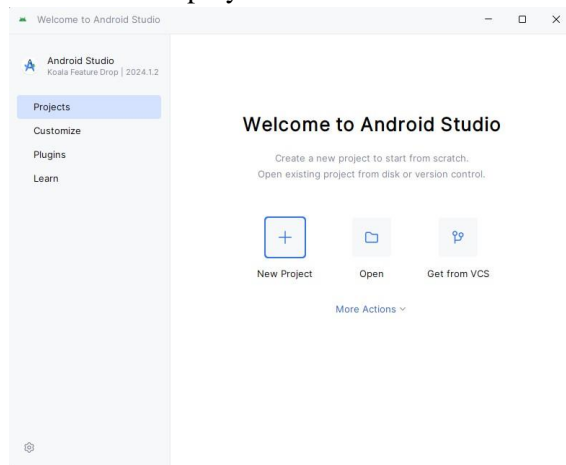 Welcome to Android Studio
Android Studio
Koala Feature Drop | 2024.1.2
Projects
Customize
Plugins
Learn
Welcome to Android Studio
Create a new project to start from scratch.
Open existing project from disk or version control.
New Project
Open
Get from VCS
More Actions